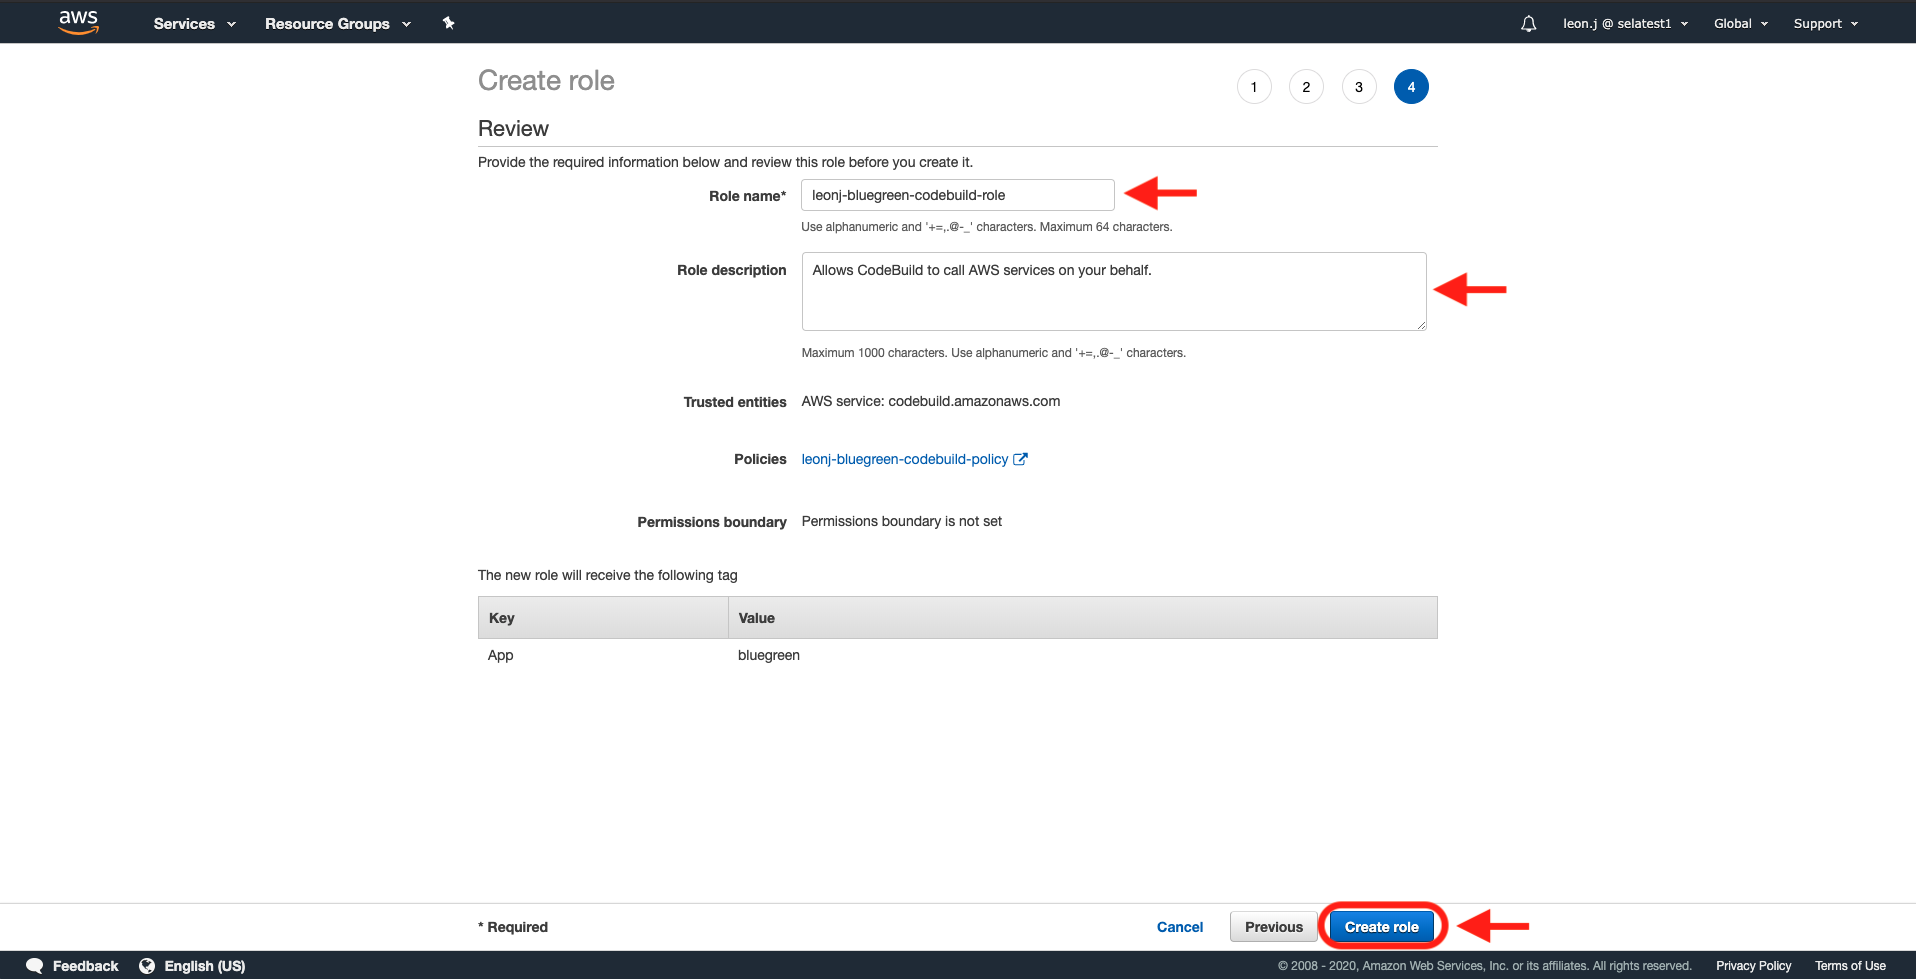 aws Services Resource Groups leon.j @ selatest1 Global Support
Create role
1 2 3 4
Review
Provide the required information below and review this role before you create it.
Role name* leonj-bluegreen-codebuild-role
Use alphanumeric and '+=,.@-_' characters. Maximum 64 characters.
Role description Allows CodeBuild to call AWS services on your behalf.
Maximum 1000 characters. Use alphanumeric and '+=,.@-_' characters.
Trusted entities AWS service: codebuild.amazonaws.com
Policies leonj-bluegreen-codebuild-policy
Permissions boundary Permissions boundary is not set
The new role will receive the following tag
Key Value
App bluegreen
* Required Cancel Previous Create role
Feedback English (US) © 2008 - 2020, Amazon Web Services, Inc. or its affiliates. All rights reserved. Privacy Policy Terms of Use